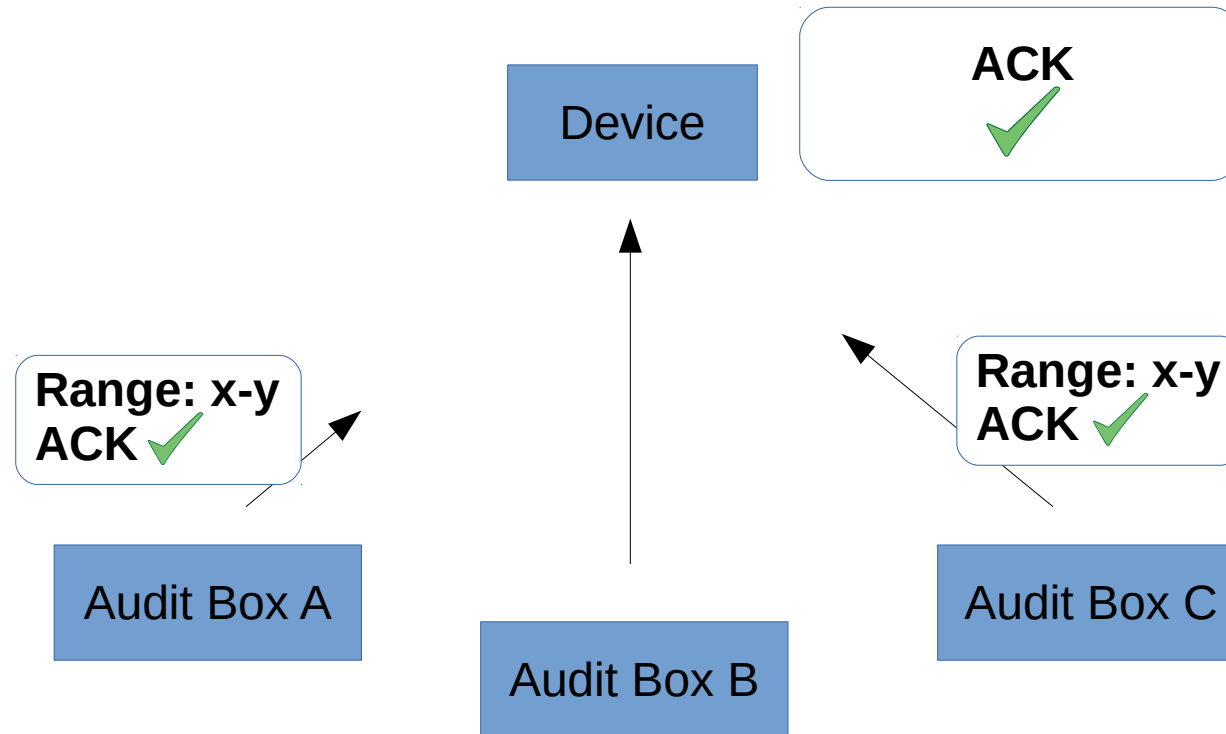 ACK
Device
Range: x-y
ACK
Range: x-y
ACK
Audit Box A
Audit Box C
Audit Box B